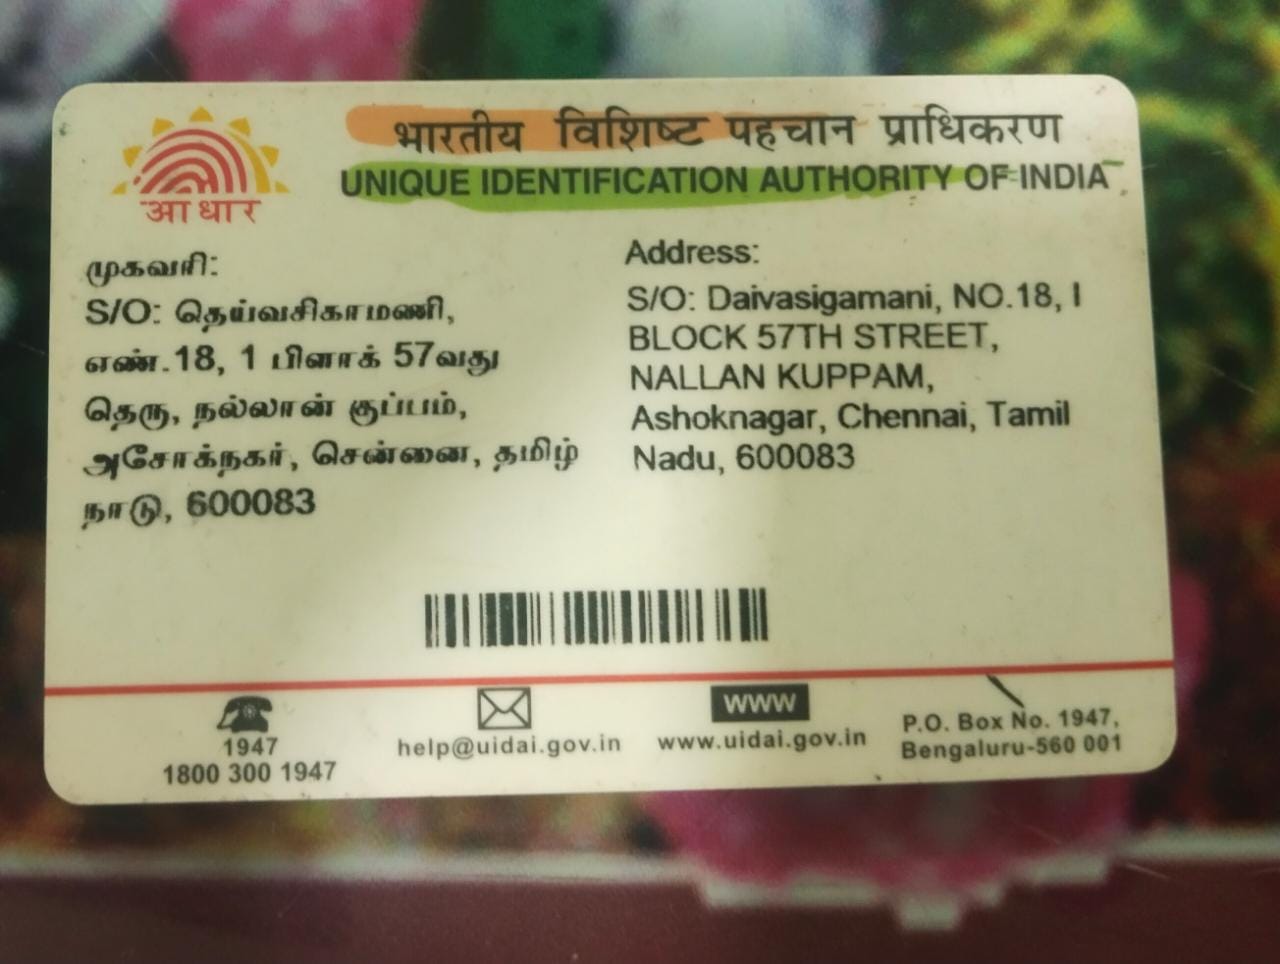 भारतीय विशिष्ट पहचान प्राधिकरण
UNIQUE IDENTIFICATION AUTHORITY OF INDIA
आधार
முகவரி:
S/O: தெய்வசிகாமணி,
எண்.18, 1 பிளாக் 57வது
தெரு, நல்லான் குப்பம்,
அசோக்நகர், சென்னை, தமிழ்
நாடு, 600083
Address:
S/O: Daivasigamani, NO.18, I
BLOCK 57TH STREET,
NALLAN KUPPAM,
Ashoknagar, Chennai, Tamil
Nadu, 600083
1947
1800 300 1947
help@uidai.gov.in
WWW
www.uidai.gov.in
P.O. Box No. 1947,
Bengaluru-560 001